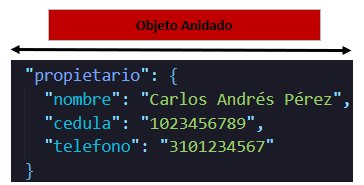 Objeto Anidado
"propietario": {
"nombre": "Carlos Andrés Pérez",
"cedula": "1023456789",
"telefono": "3101234567"
}